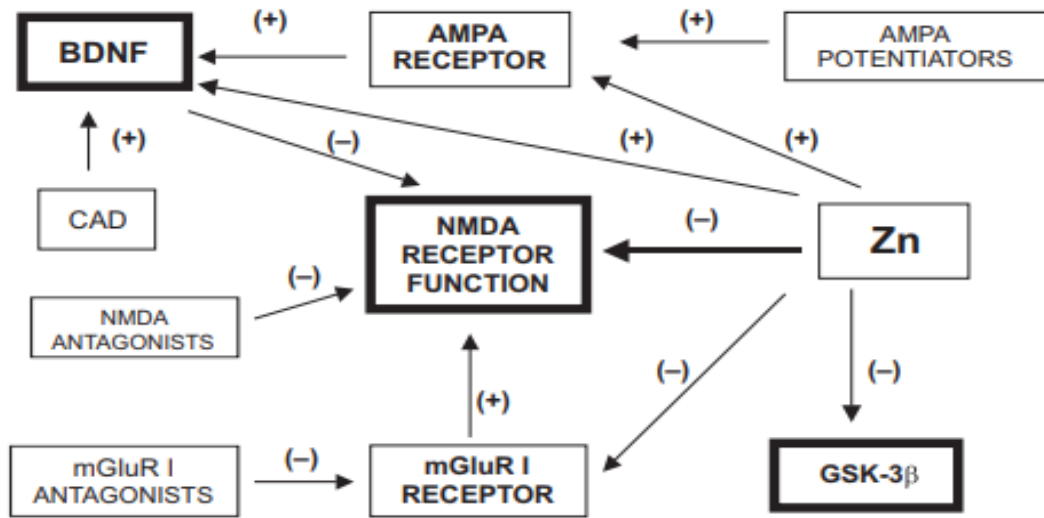 BDNF
(+)
AMPA
RECEPTOR
(+)
AMPA
POTENTIATORS
(+)
(–)
(+)
(+)
CAD
NMDA
RECEPTOR
FUNCTION
(–)
Zn
NMDA
ANTAGONISTS
(–)
(+)
(–)
(–)
mGluR I
ANTAGONISTS
(–)
mGluR I
RECEPTOR
GSK-3β